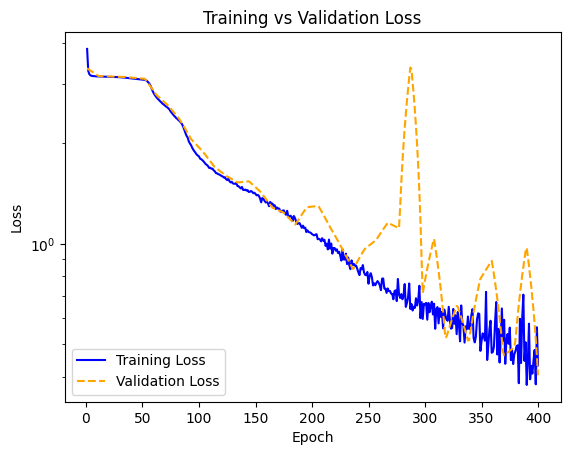 Training vs Validation Loss
Loss
10⁰
Training Loss
Validation Loss
0 50 100 150 200 250 300 350 400
Epoch